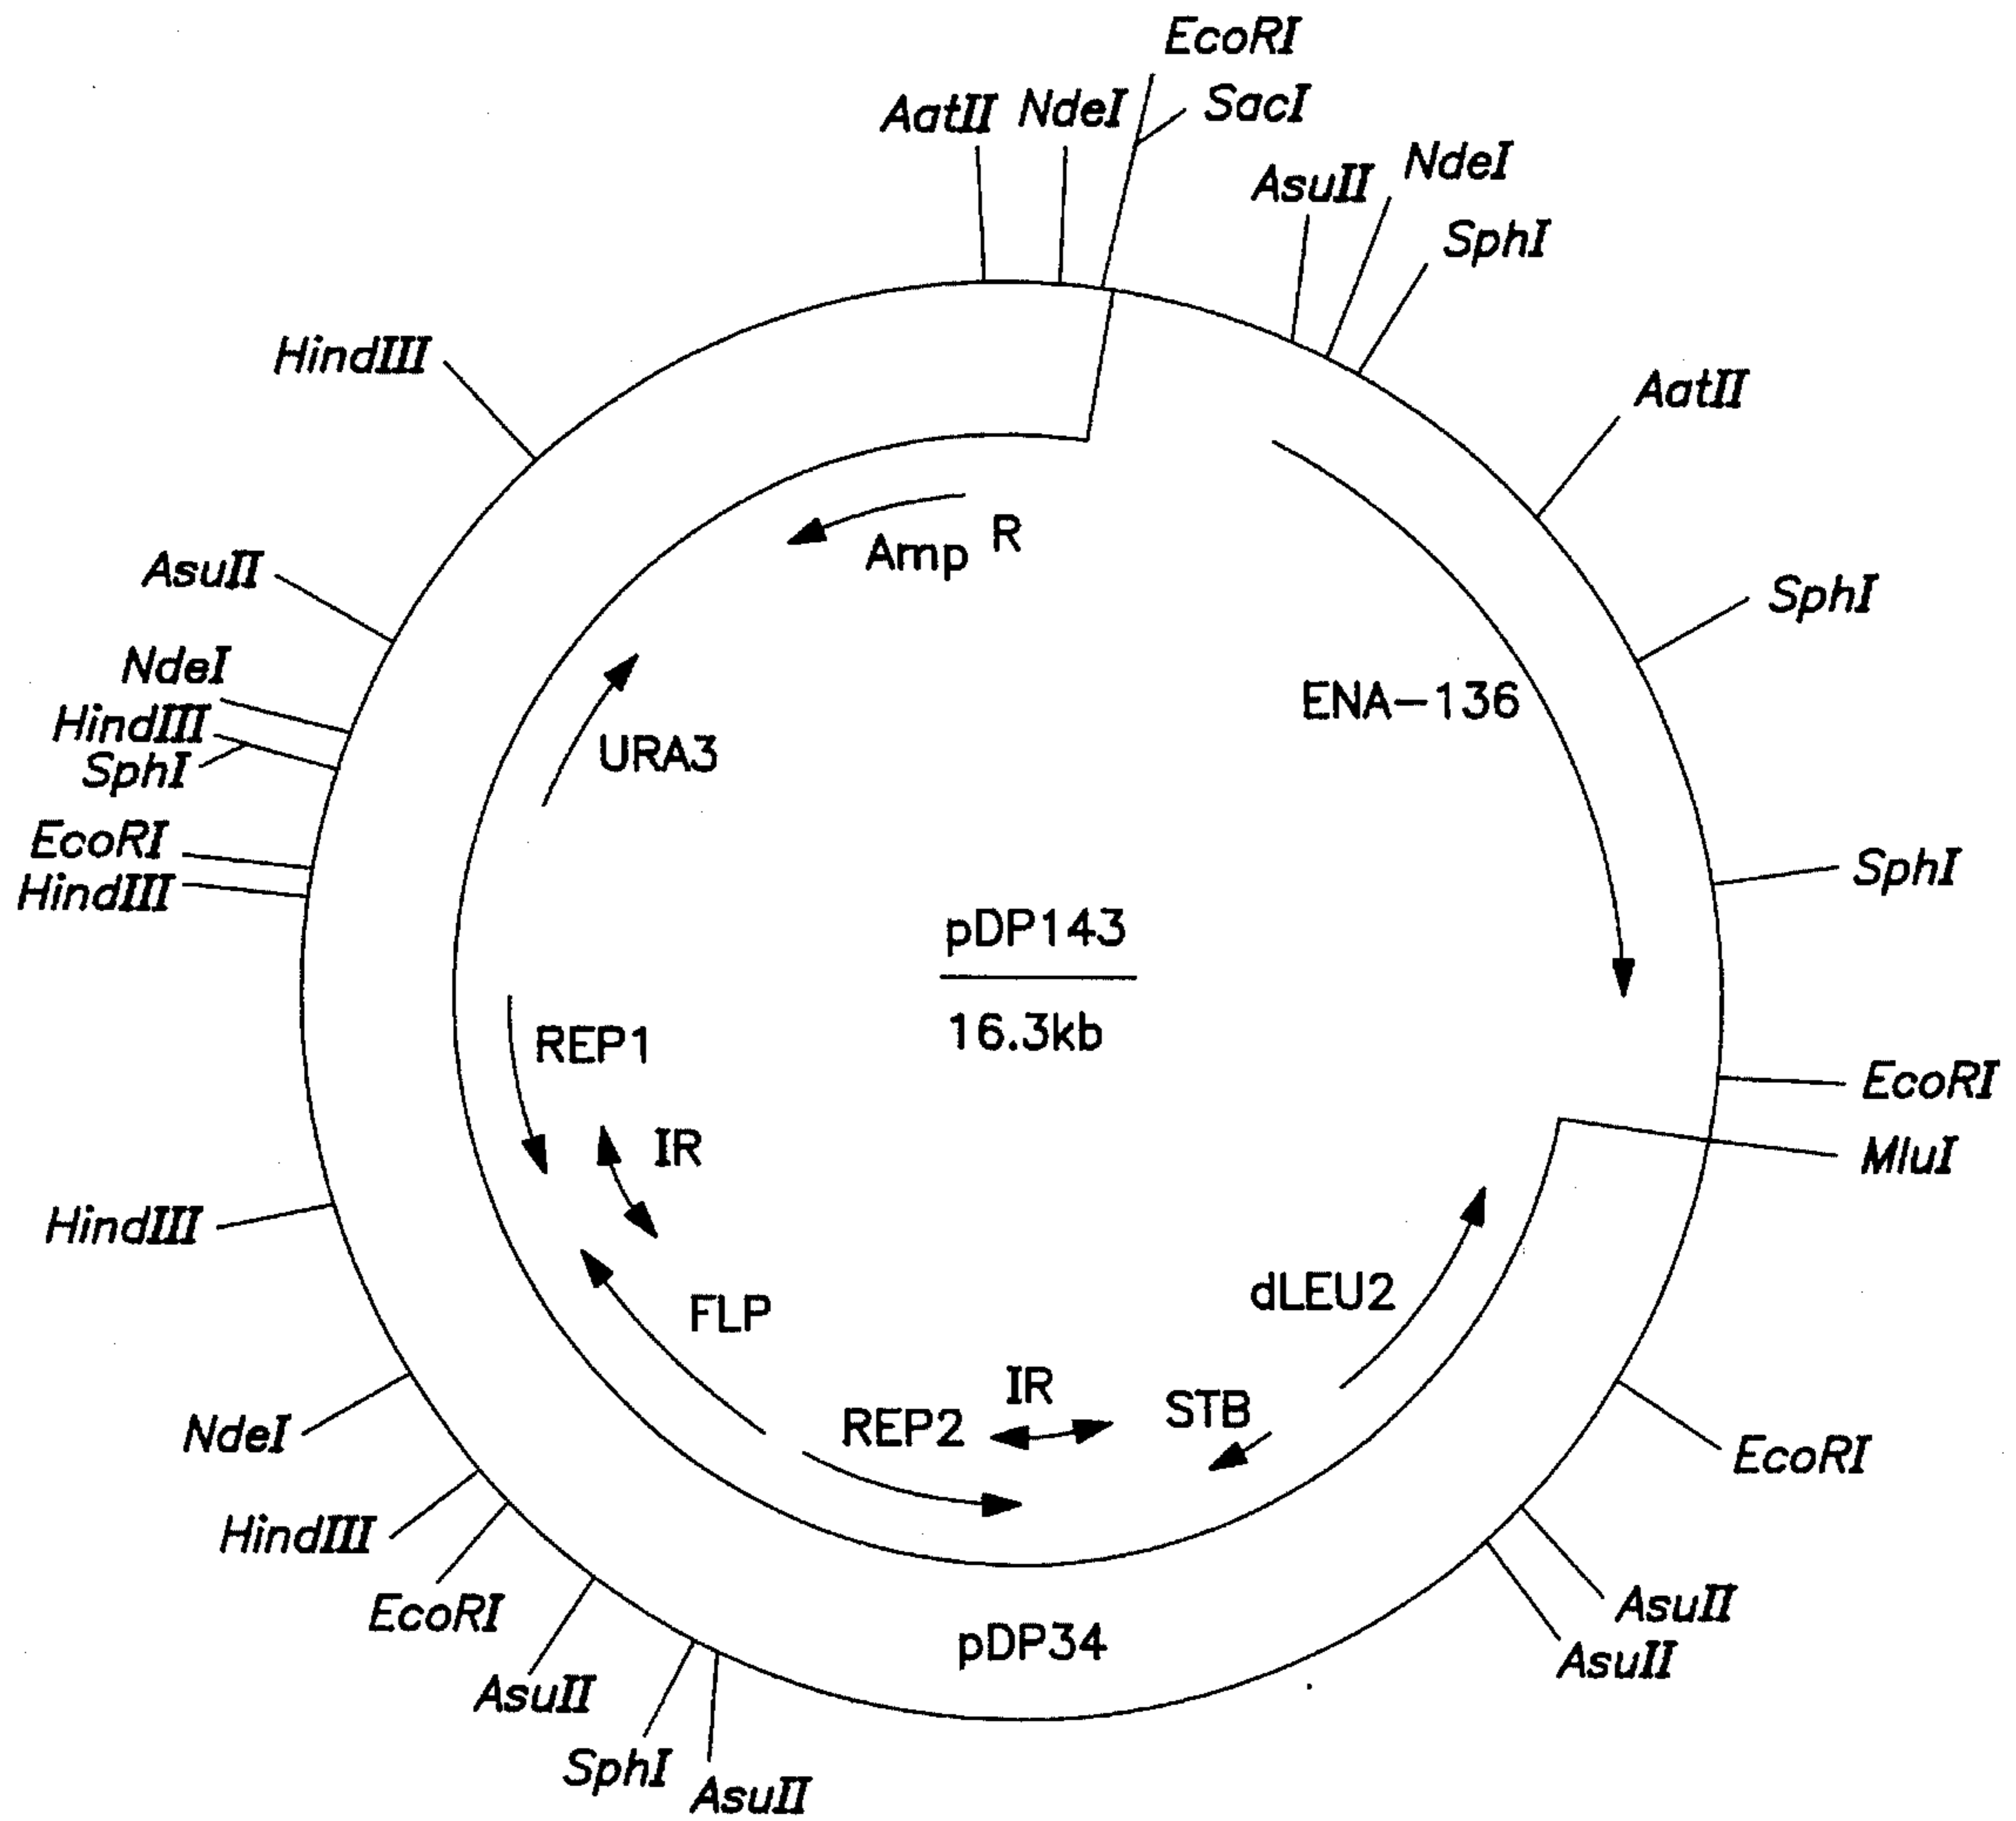 EcoRI
AatII NdeI SacI
AsuII NdeI
SphI
HindIII
AatII
Amp R
AsuII
SphI
NdeI
HindIII
SphI
URA3
ENA-136
EcoRI
HindIII
SphI
pDP143
16.3kb
REP1
EcoRI
IR
MluI
HindIII
FLP
dLEU2
IR
REP2
STB
NdeI
EcoRI
HindIII
EcoRI
AsuII
AsuII
pDP34
AsuII
SphI
AsuII